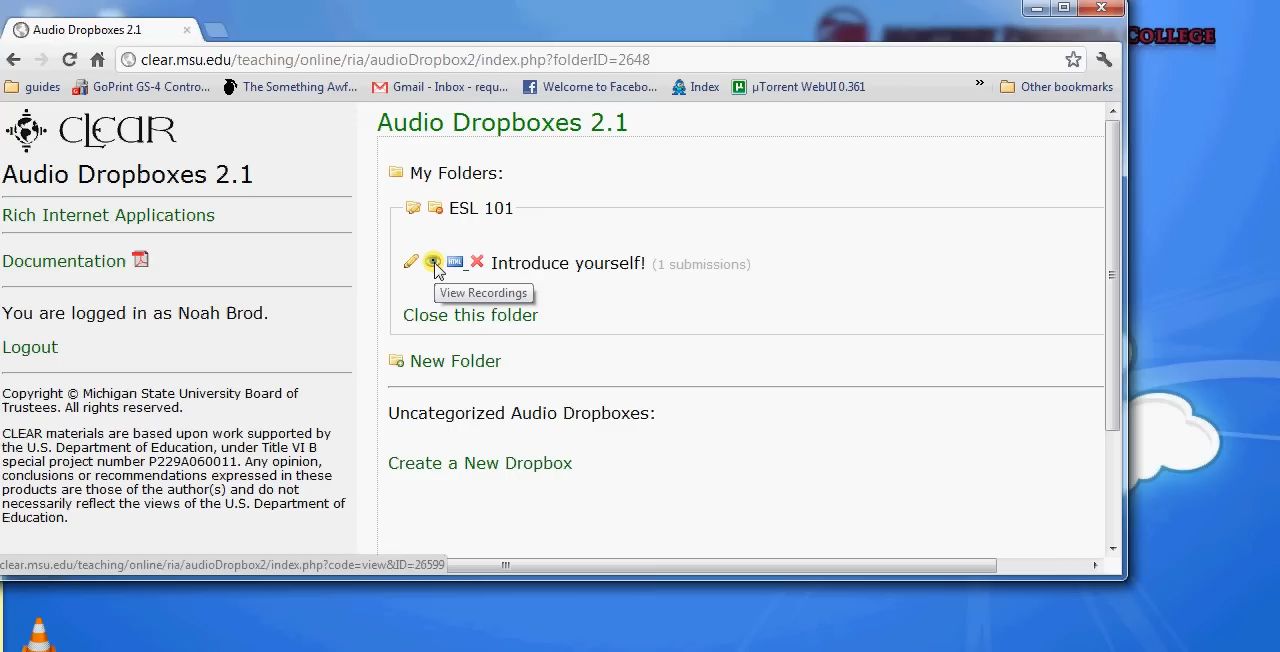 COLLEGE
Audio Dropboxes 2.1
clear.msu.edu/teaching/online/ria/audioDropbox2/index.php?folderID=2648
guides
GoPrint GS-4 Contro...
The Something Awf...
Gmail - Inbox - requ...
Welcome to Facebo...
Index
µTorrent WebUI 0.361
»
Other bookmarks
CLEAR
Audio Dropboxes 2.1
Rich Internet Applications
Documentation
You are logged in as Noah Brod.
Logout
Copyright © Michigan State University Board of
Trustees. All rights reserved.
CLEAR materials are based upon work supported by
the U.S. Department of Education, under Title VI B
special project number P229A060011. Any opinion,
conclusions or recommendations expressed in these
products are those of the author(s) and do not
necessarily reflect the views of the U.S. Department of
Education.
Audio Dropboxes 2.1
My Folders:
ESL 101
HTML
Introduce yourself! (1 submissions)
View Recordings
Close this folder
New Folder
Uncategorized Audio Dropboxes:
Create a New Dropbox
clear.msu.edu/teaching/online/ria/audioDropbox2/index.php?code=view&ID=26599